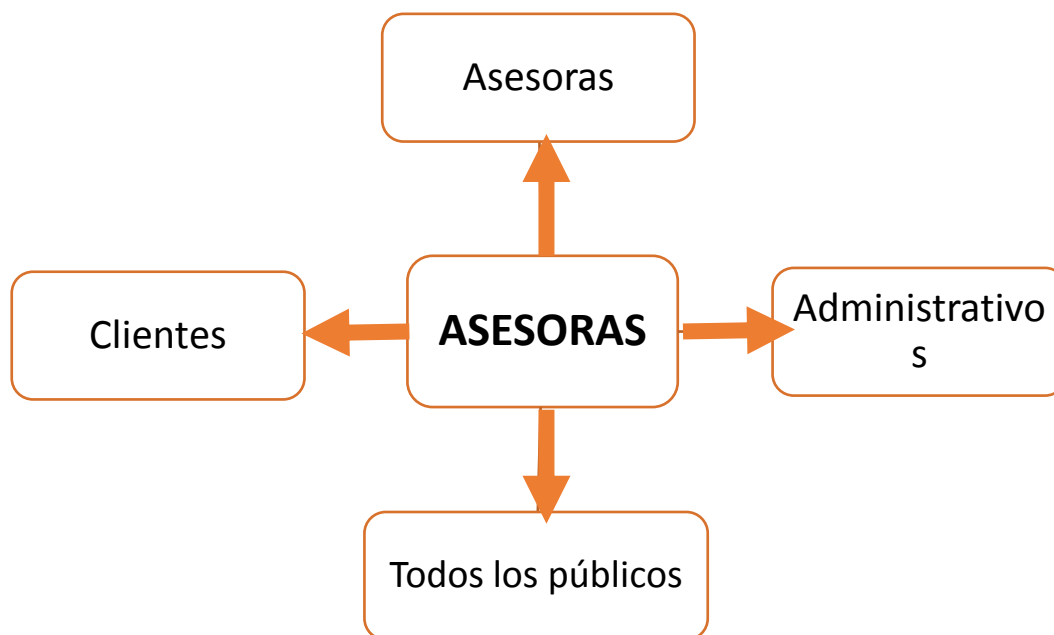 Asesoras
Clientes
ASESORAS
Administrativo
s
Todos los públicos